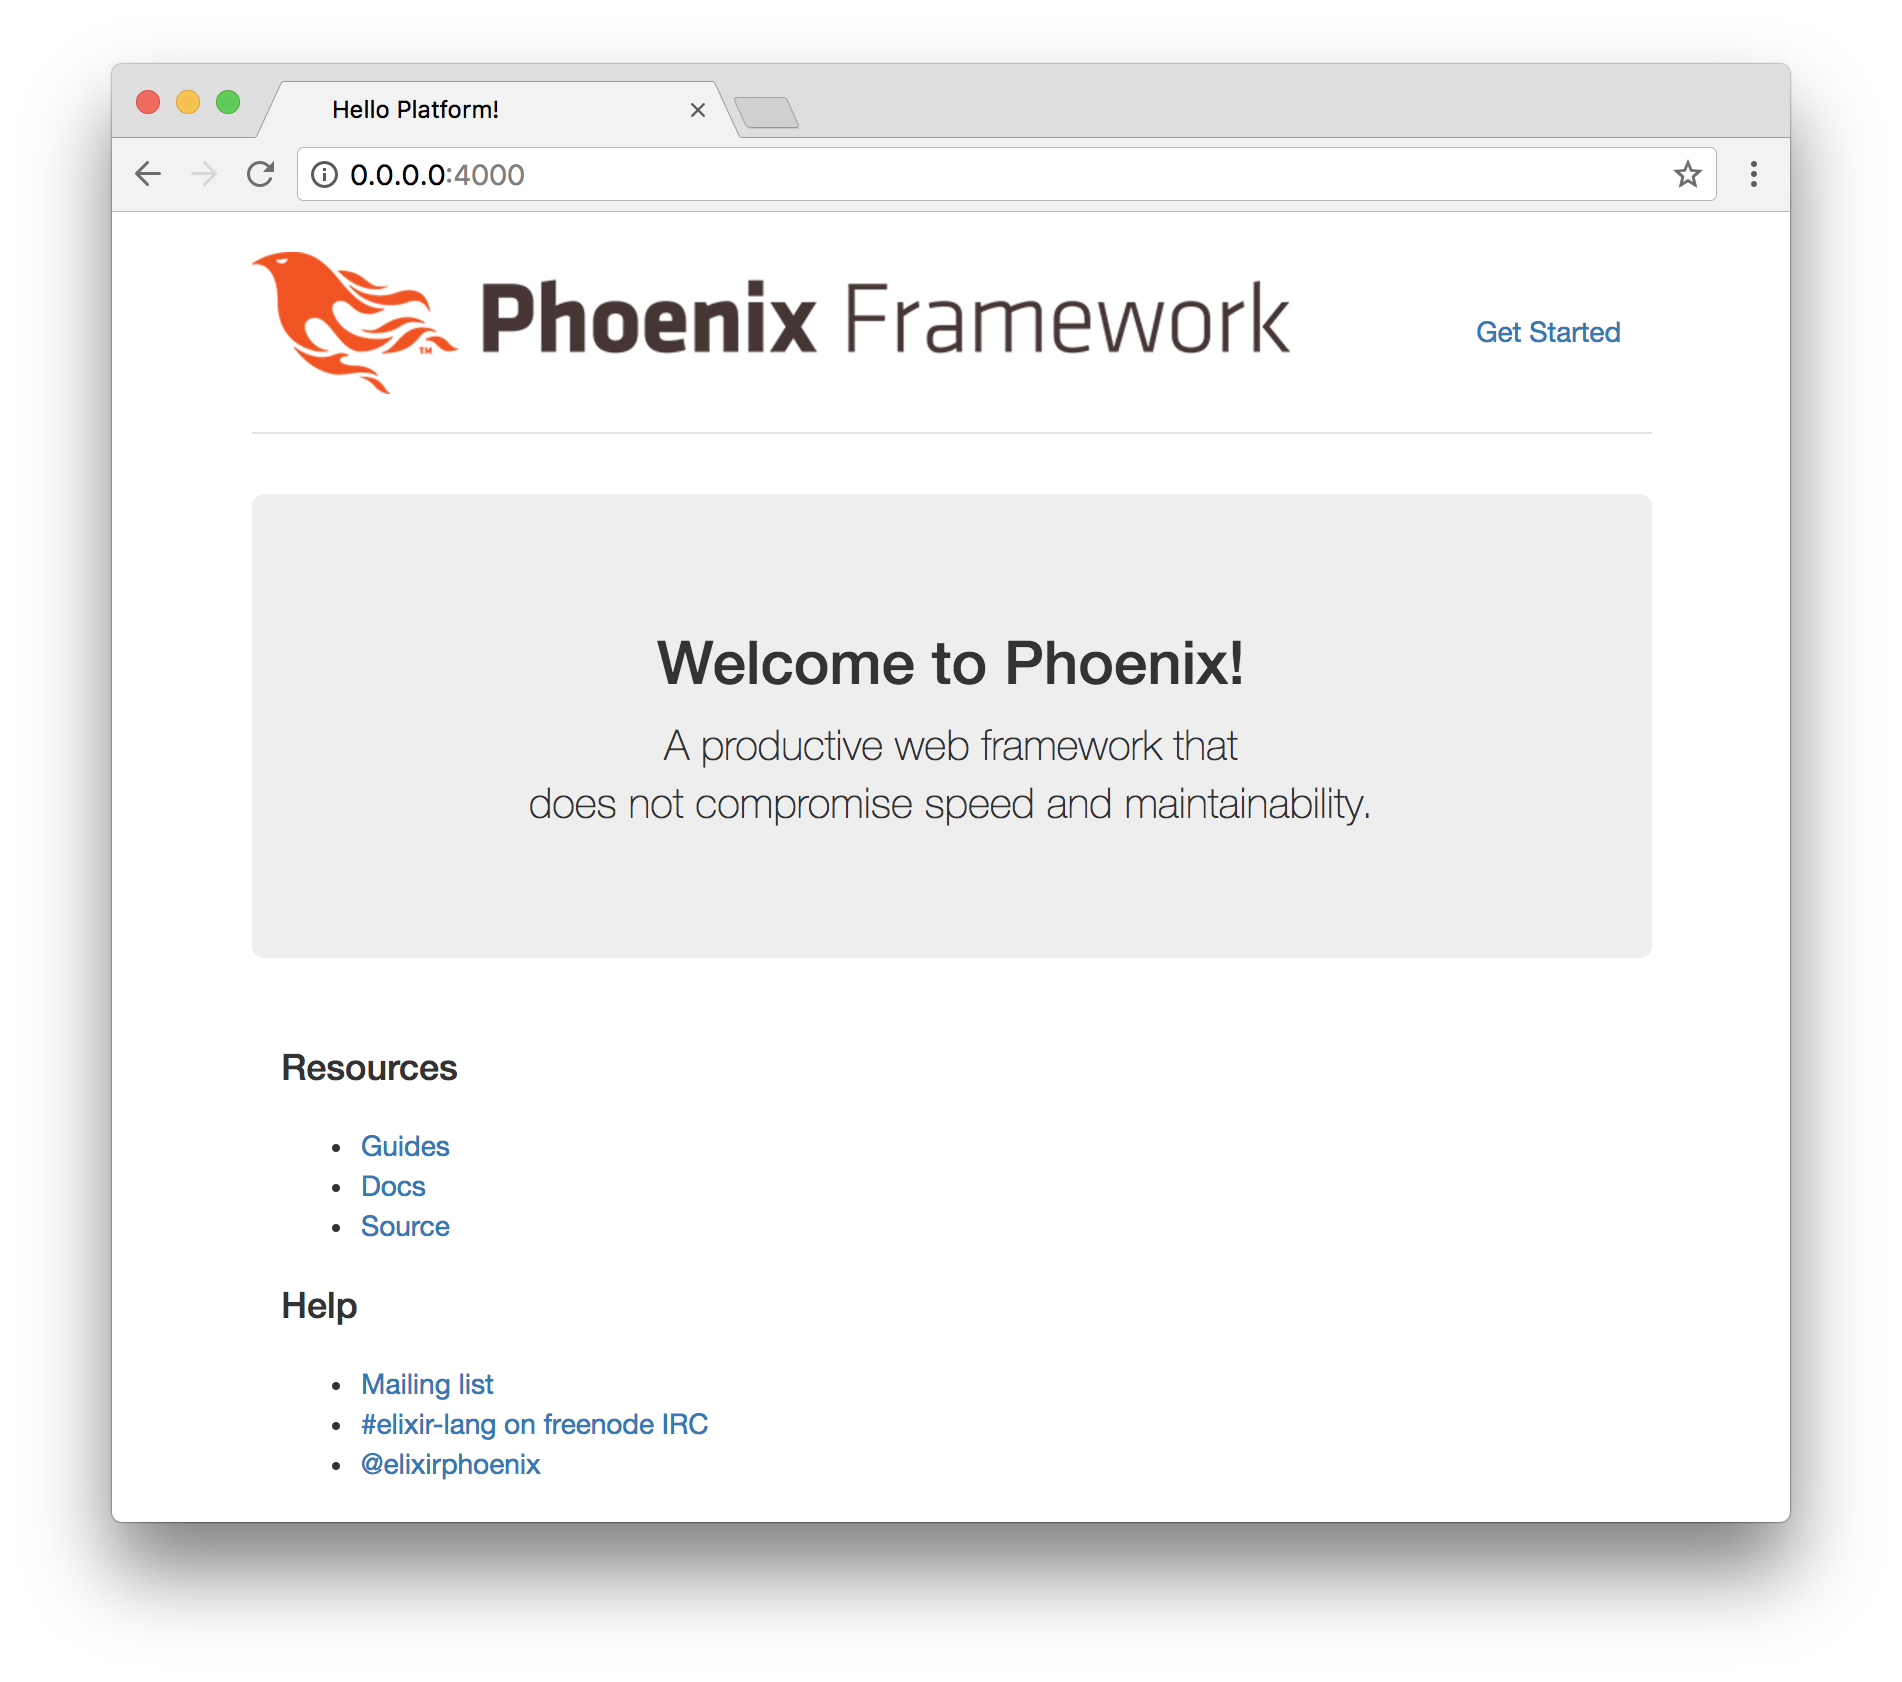 Hello Platform!
0.0.0.0:4000
Phoenix Framework
TM
Get Started
Welcome to Phoenix!
A productive web framework that
does not compromise speed and maintainability.
Resources
Guides
Docs
Source
Help
Mailing list
#elixir-lang on freenode IRC
@elixirphoenix